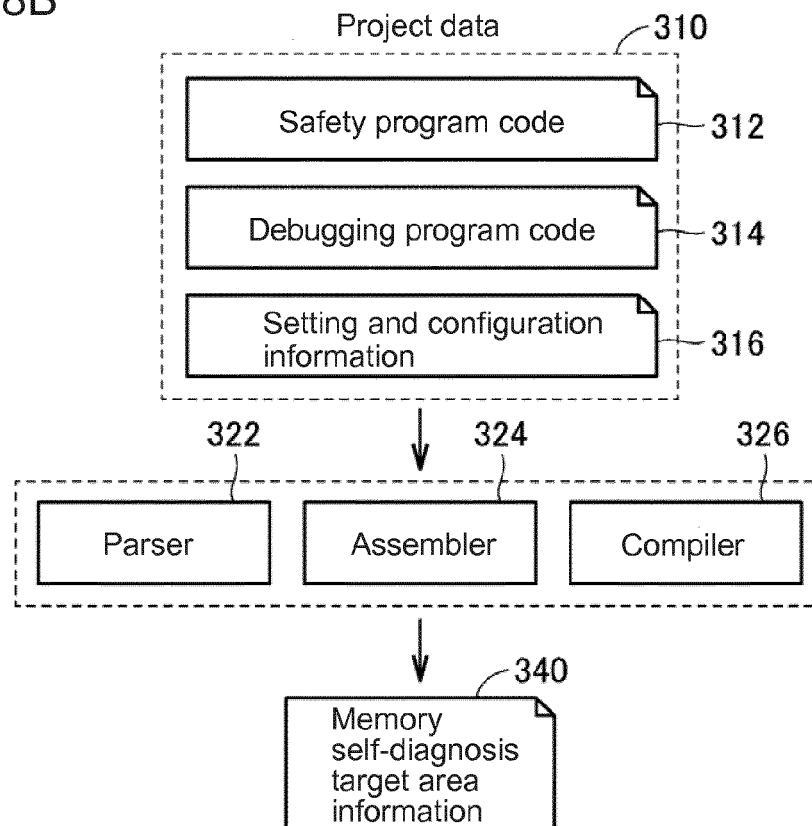 8B
Project data
310
Safety program code
312
Debugging program code
314
Setting and configuration
information
316
322
324
326
Parser
Assembler
Compiler
340
Memory
self-diagnosis
target area
information